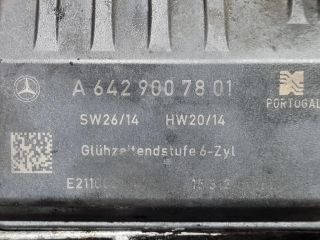 A 642 900 78 01
PORTUGAL
SW26/14 HW20/14
Glühzeitendstufe 6-Zyl